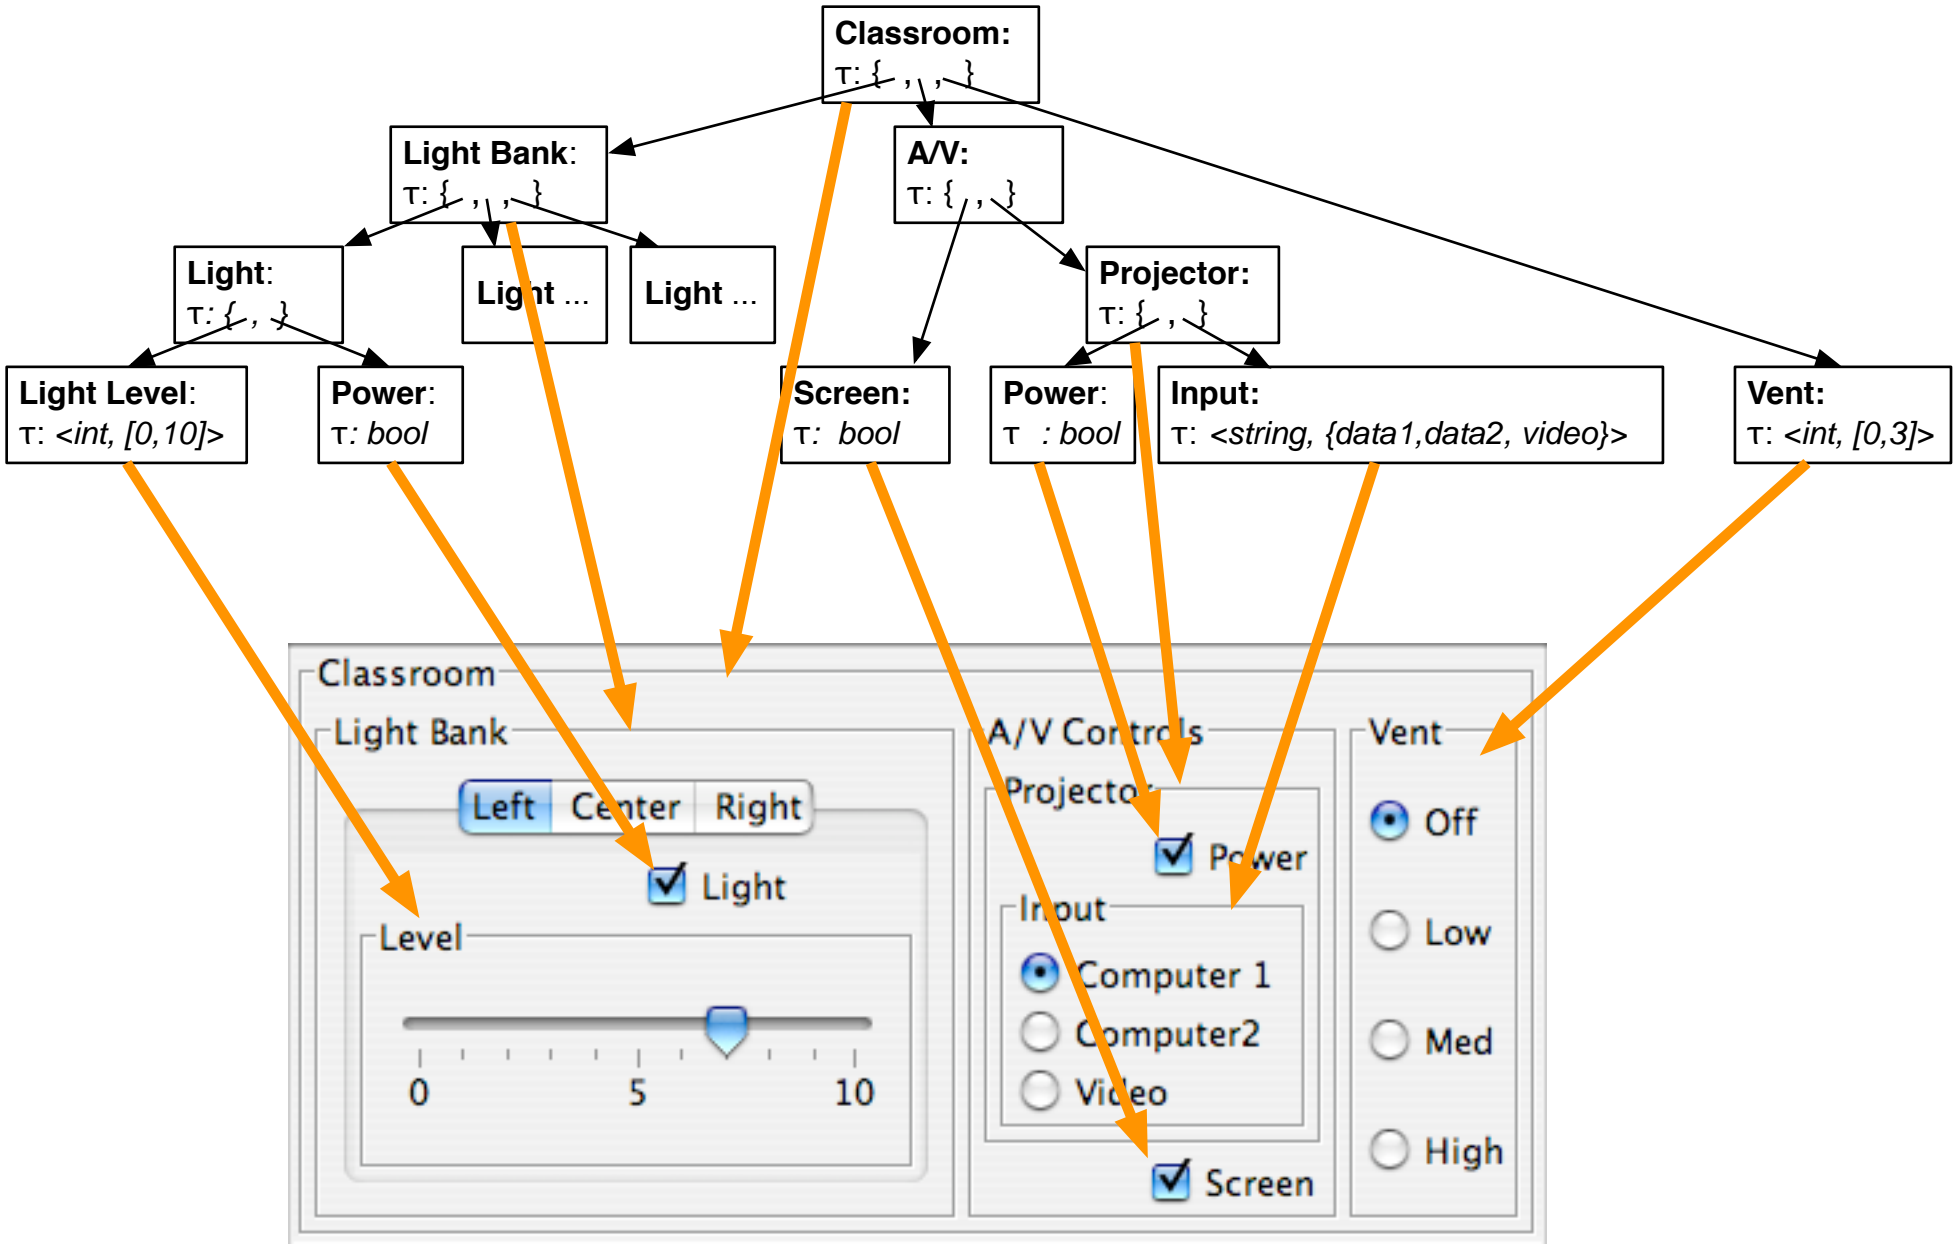 Classroom:
τ: { , , }
Light Bank:
τ: { , , }
A/V:
τ: { , }
Light:
τ: { , }
Light ...
Light ...
Projector:
τ: { , }
Light Level:
τ: <int, [0,10]>
Power:
τ: bool
Screen:
τ: bool
Power:
τ : bool
Input:
τ: <string, {data1,data2, video}>
Vent:
τ: <int, [0,3]>
Classroom
Light Bank
Left Center Right
Light
Level
0 5 10
A/V Controls
Projector
Power
Input
Computer 1
Computer2
Video
Screen
Vent
Off
Low
Med
High